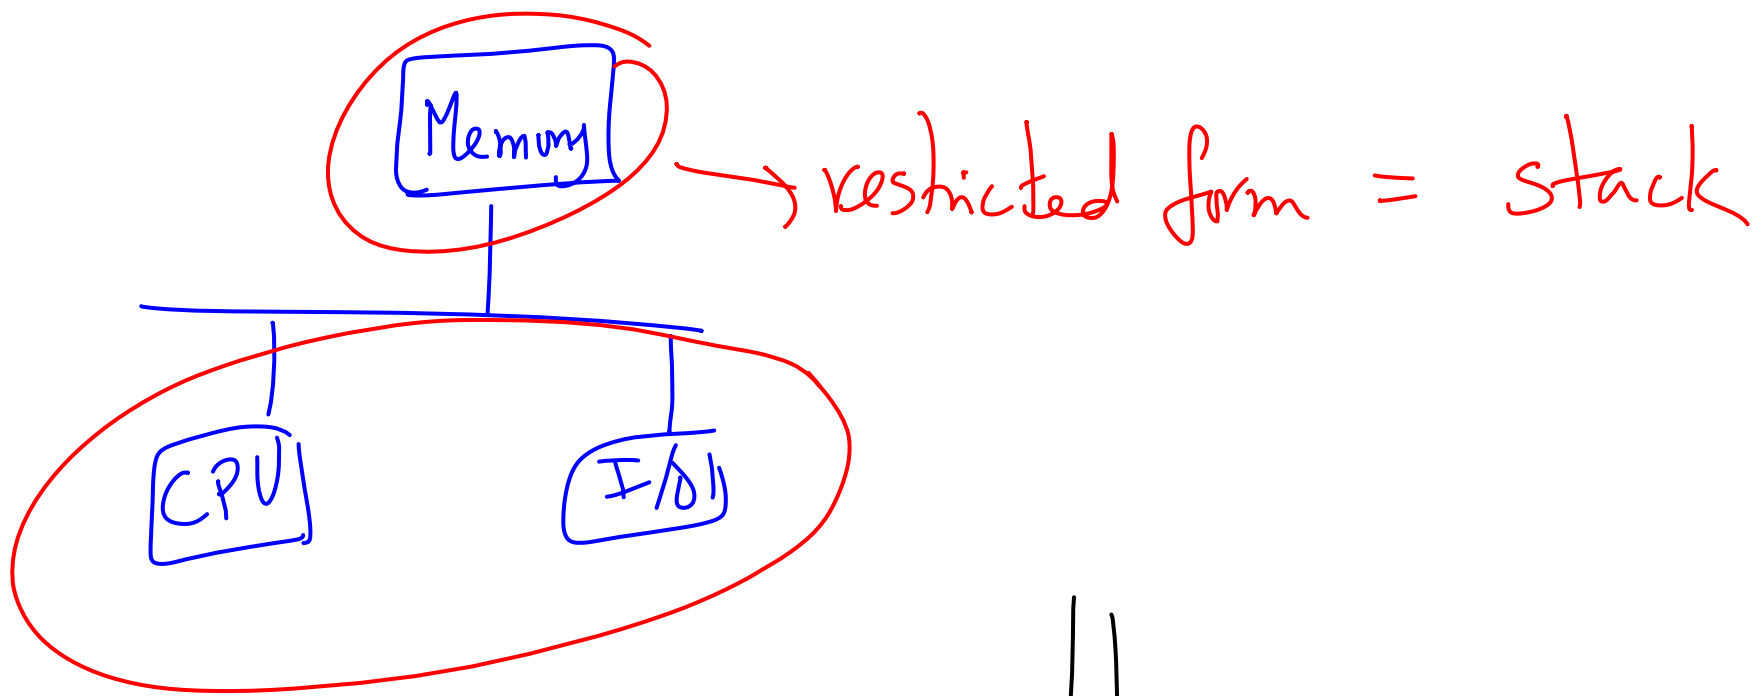 Memory
restricted form = stack
CPU
I/O